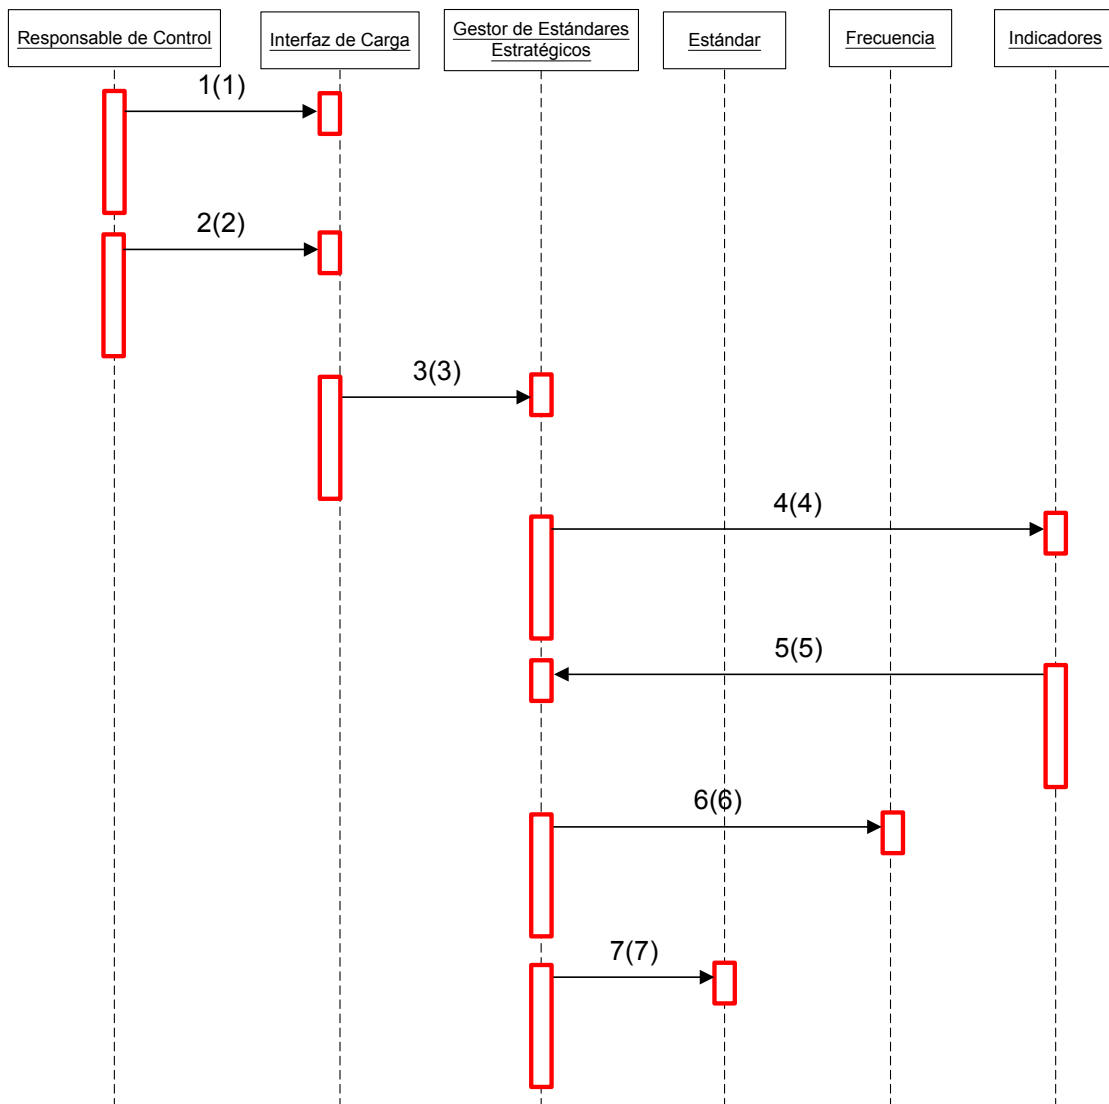 Responsable de Control
Interfaz de Carga
Gestor de Estándares
Estratégicos
Estándar
Frecuencia
Indicadores
1(1)
2(2)
3(3)
4(4)
5(5)
6(6)
7(7)